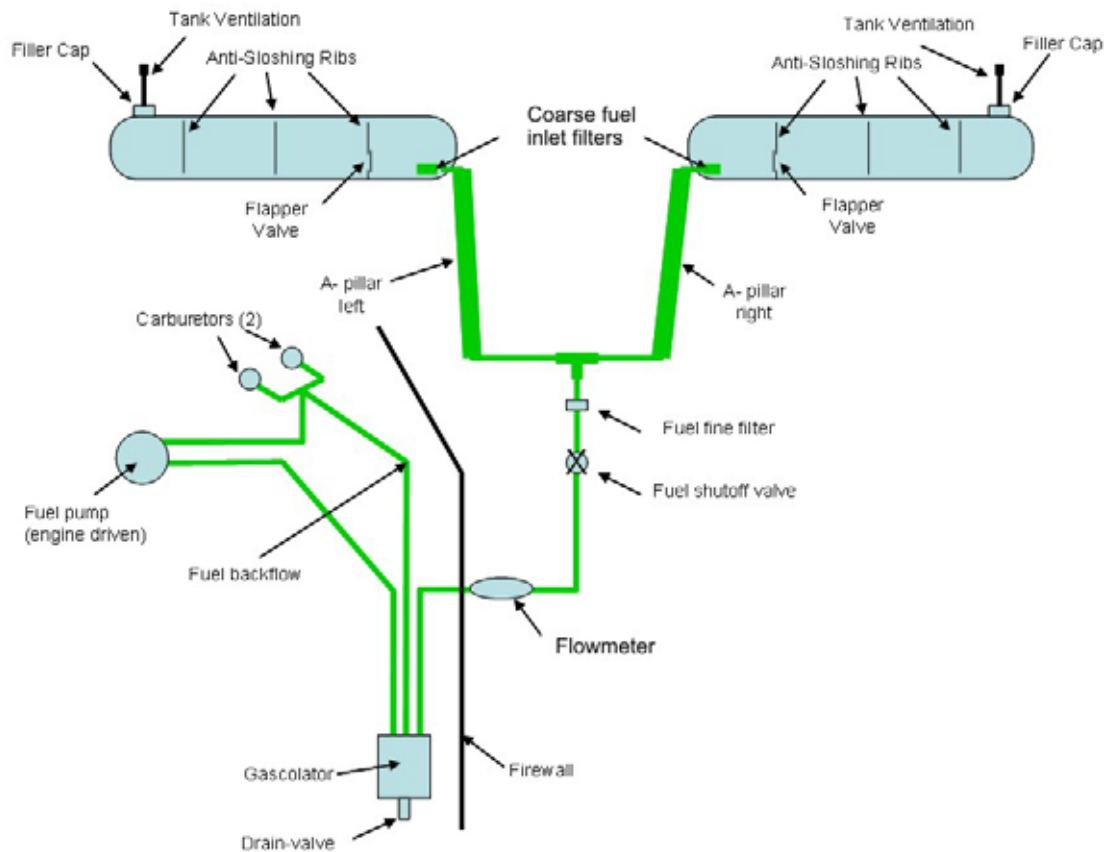 Tank Ventilation
Filler Cap
Anti-Sloshing Ribs
Tank Ventilation
Filler Cap
Anti-Sloshing Ribs
Coarse fuel
inlet filters
Flapper
Valve
Flapper
Valve
A- pillar
left
A- pillar
right
Carburetors (2)
Fuel fine filter
Fuel shutoff valve
Fuel pump
(engine driven)
Fuel backflow
Flowmeter
Gascolator
Firewall
Drain-valve